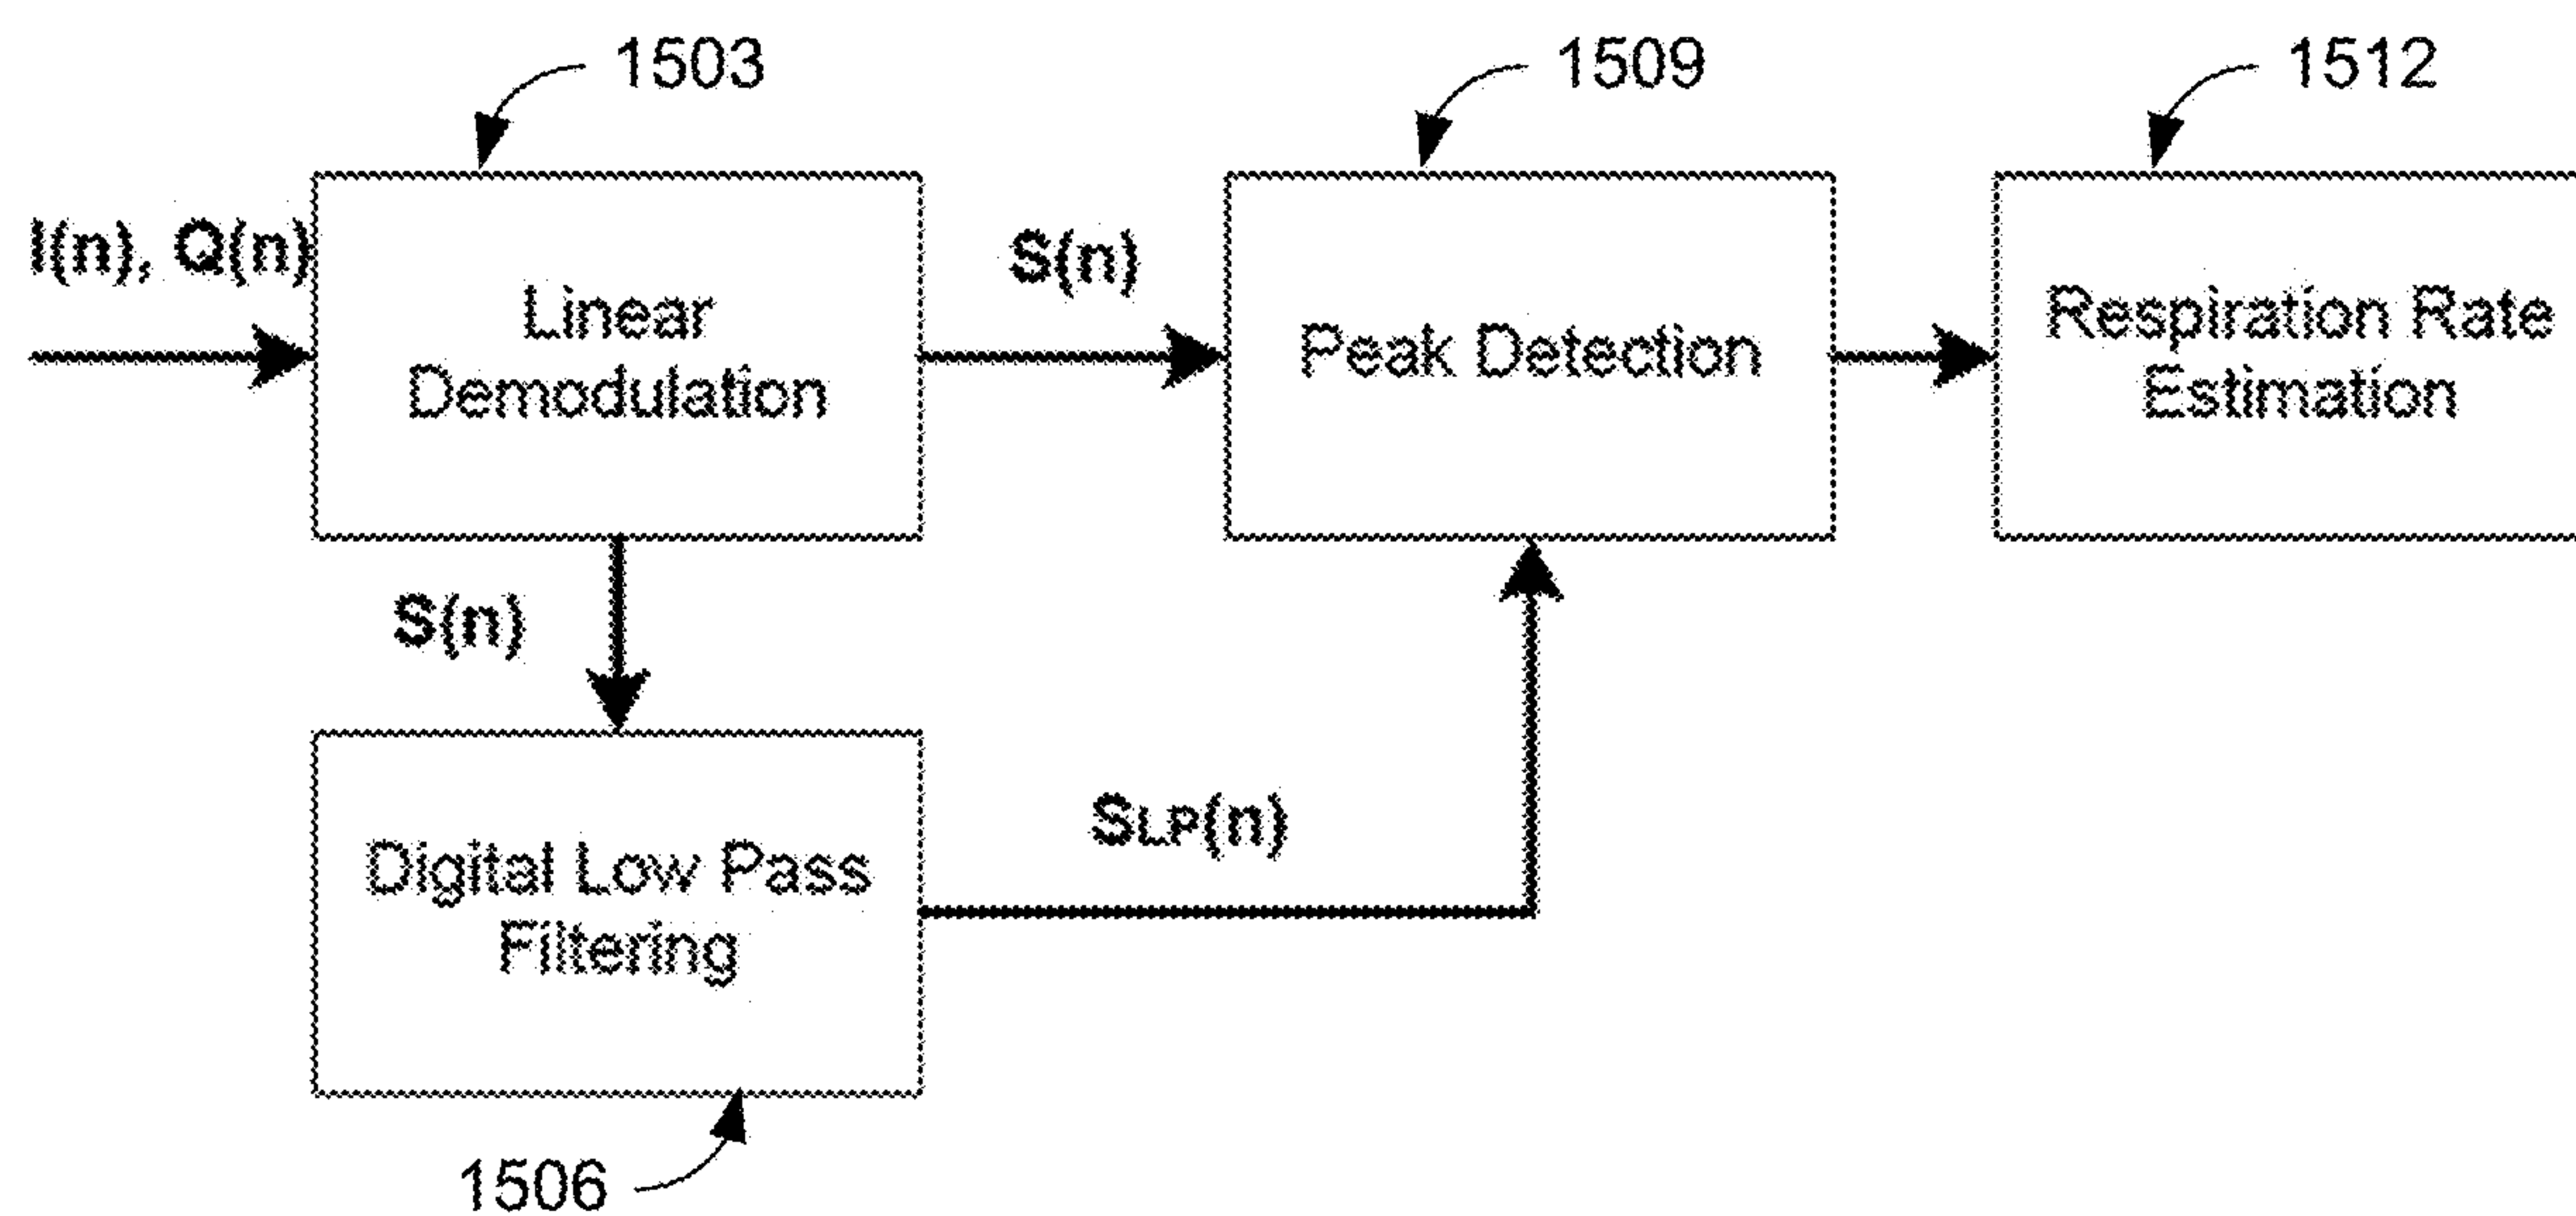 1503
1509
1512
I(n), Q(n)
Linear
Demodulation
S(n)
Peak Detection
Respiration Rate
Estimation
S(n)
Digital Low Pass
Filtering
SLP(n)
1506